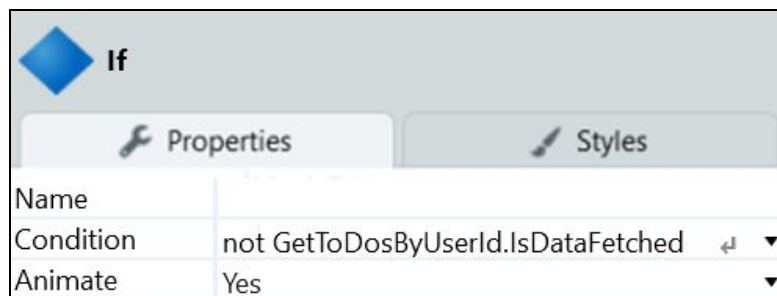 If
Properties
Styles
Name
Condition not GetToDosByUserId.IsDataFetched
Animate Yes